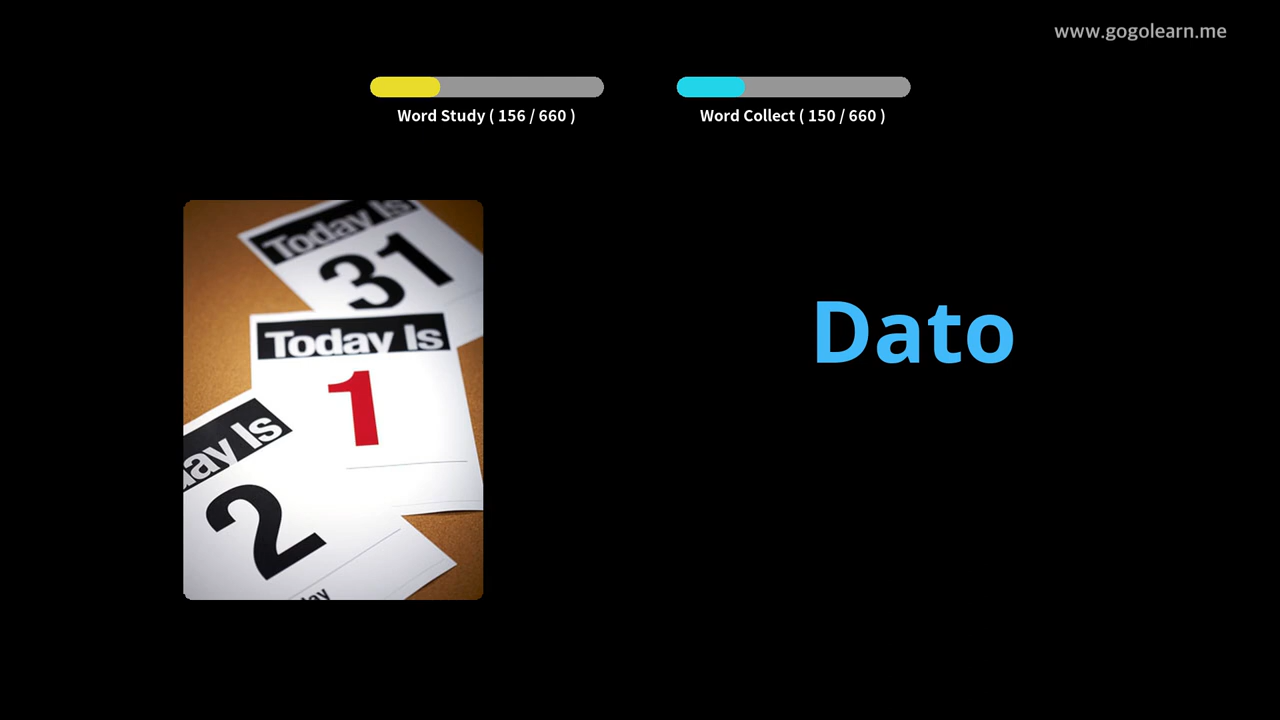 www.gogolearn.me
Word Study ( 156 / 660 )
Word Collect ( 150 / 660 )
Today Is
31
Today Is
1
ay Is
2
ay
Dato